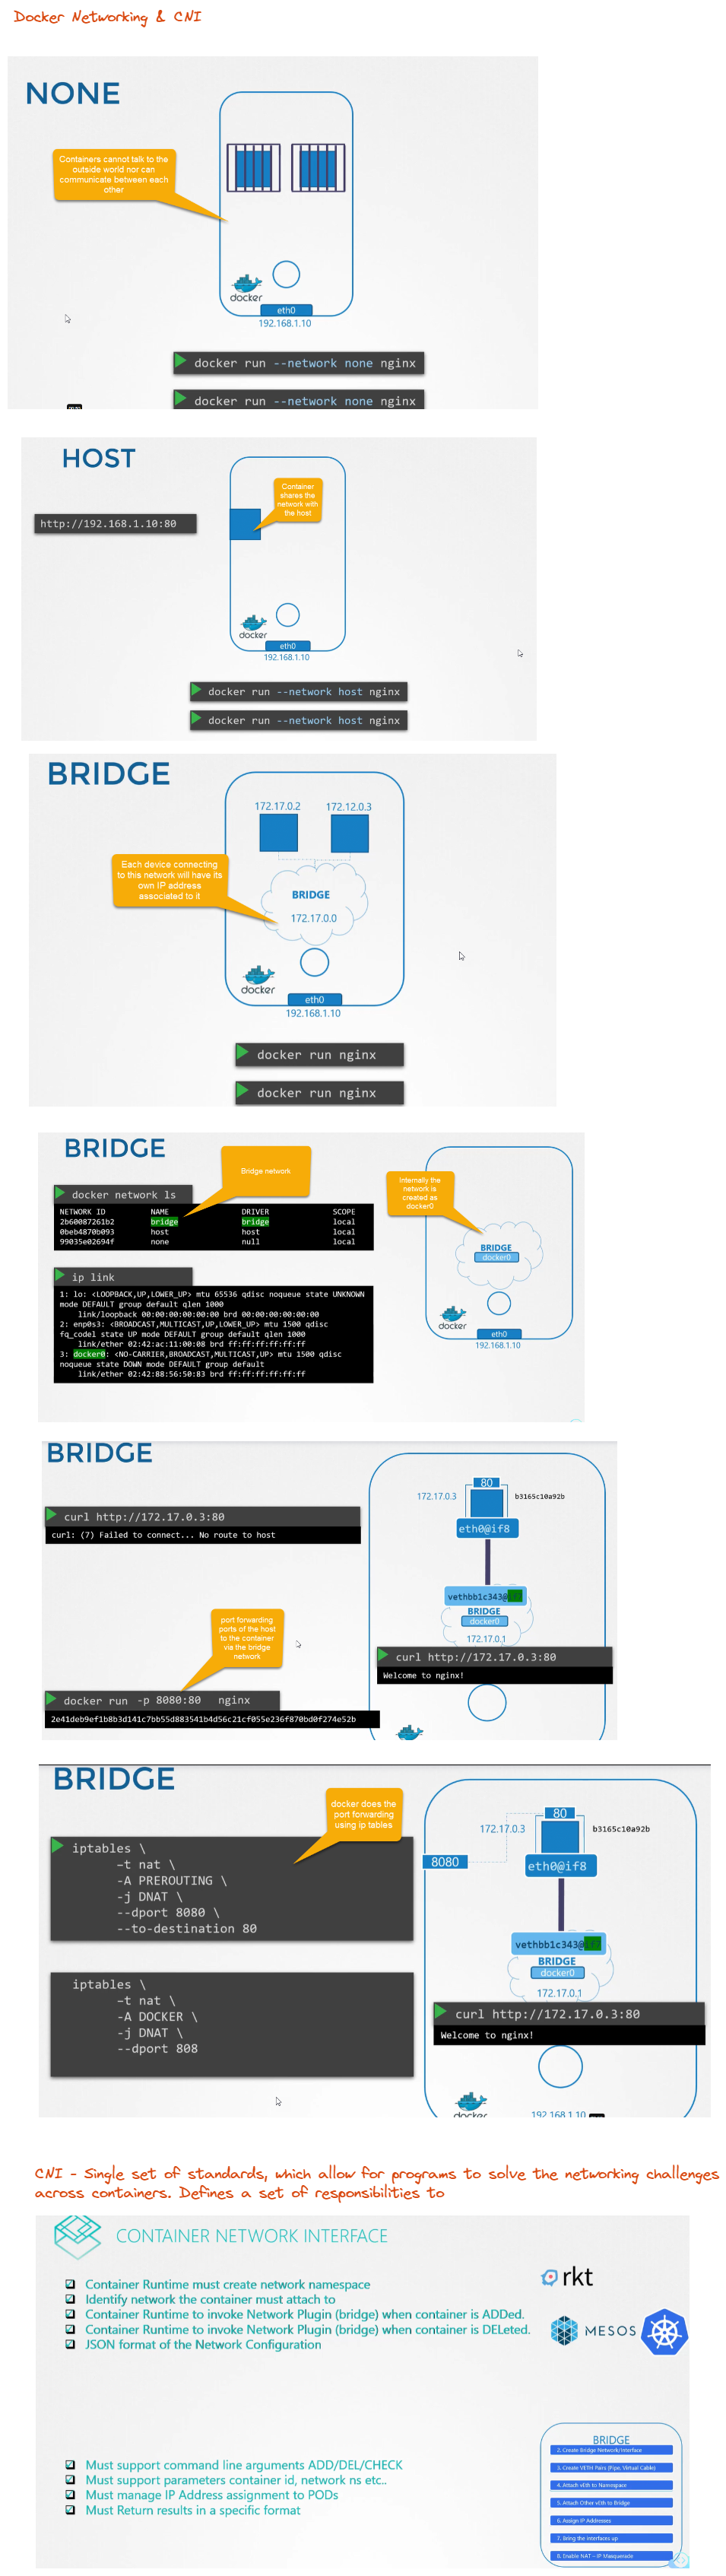 Docker Networking & CNI
NONE
Containers cannot talk to the
outside world nor can
communicate between each
other
docker
eth0
192.168.1.10
docker run --network none nginx
docker run --network none nginx
HOST
Container
shares the
network with
the host
http://192.168.1.10:80
docker
eth0
192.168.1.10
docker run --network host nginx
docker run --network host nginx
BRIDGE
172.17.0.2 172.12.0.3
Each device connecting
to this network will have its
own IP address
associated to it
BRIDGE
172.17.0.0
docker
eth0
192.168.1.10
docker run nginx
docker run nginx
BRIDGE
Bridge network
docker network ls
NETWORK ID NAME DRIVER SCOPE
2b60087261b2 bridge bridge local
0beb4870b093 host host local
99035e02694f none null local
ip link
1: lo: <LOOPBACK,UP,LOWER_UP> mtu 65536 qdisc noqueue state UNKNOWN
mode DEFAULT group default qlen 1000
link/loopback 00:00:00:00:00:00 brd 00:00:00:00:00:00
2: enp0s3: <BROADCAST,MULTICAST,UP,LOWER_UP> mtu 1500 qdisc
fq_codel state UP mode DEFAULT group default qlen 1000
link/ether 02:42:ac:11:00:08 brd ff:ff:ff:ff:ff:ff
3: docker0: <NO-CARRIER,BROADCAST,MULTICAST,UP> mtu 1500 qdisc
noqueue state DOWN mode DEFAULT group default
link/ether 02:42:88:56:50:83 brd ff:ff:ff:ff:ff:ff
Internally the
network is
created as
docker0
BRIDGE
docker0
docker
eth0
192.168.1.10
BRIDGE
curl http://172.17.0.3:80
curl: (7) Failed to connect... No route to host
port forwarding
ports of the host
to the container
via the bridge
network
docker run -p 8080:80 nginx
2e41deb9ef1b8b3d141c7bb55d883541b4d56c21cf055e236f870bd0f274e52b
80
172.17.0.3 b3165c10a92b
eth0@if8
vethbb1c343@
BRIDGE
docker0
172.17.0.1
curl http://172.17.0.3:80
Welcome to nginx!
BRIDGE
docker does the
port forwarding
using ip tables
iptables \
–t nat \
-A PREROUTING \
-j DNAT \
--dport 8080 \
--to-destination 80
iptables \
–t nat \
-A DOCKER \
-j DNAT \
--dport 808
80
172.17.0.3 b3165c10a92b
8080
eth0@if8
vethbb1c343@
BRIDGE
docker0
172.17.0.1
curl http://172.17.0.3:80
Welcome to nginx!
docker
192.168.1.10
CNI - Single set of standards, which allow for programs to solve the networking challenges
across containers. Defines a set of responsibilities to
CONTAINER NETWORK INTERFACE
Container Runtime must create network namespace
Identify network the container must attach to
Container Runtime to invoke Network Plugin (bridge) when container is ADDed.
Container Runtime to invoke Network Plugin (bridge) when container is DELeted.
JSON format of the Network Configuration
rkt
MESOS
Must support command line arguments ADD/DEL/CHECK
Must support parameters container id, network ns etc..
Must manage IP Address assignment to PODs
Must Return results in a specific format
BRIDGE
2. Create Bridge Network/Interface
3. Create VETH Pairs (Pipe, Virtual Cable)
4. Attach vEth to Namespace
5. Attach Other vEth to Bridge
6. Assign IP Addresses
7. Bring the interfaces up
8. Enable NAT – IP Masquerade